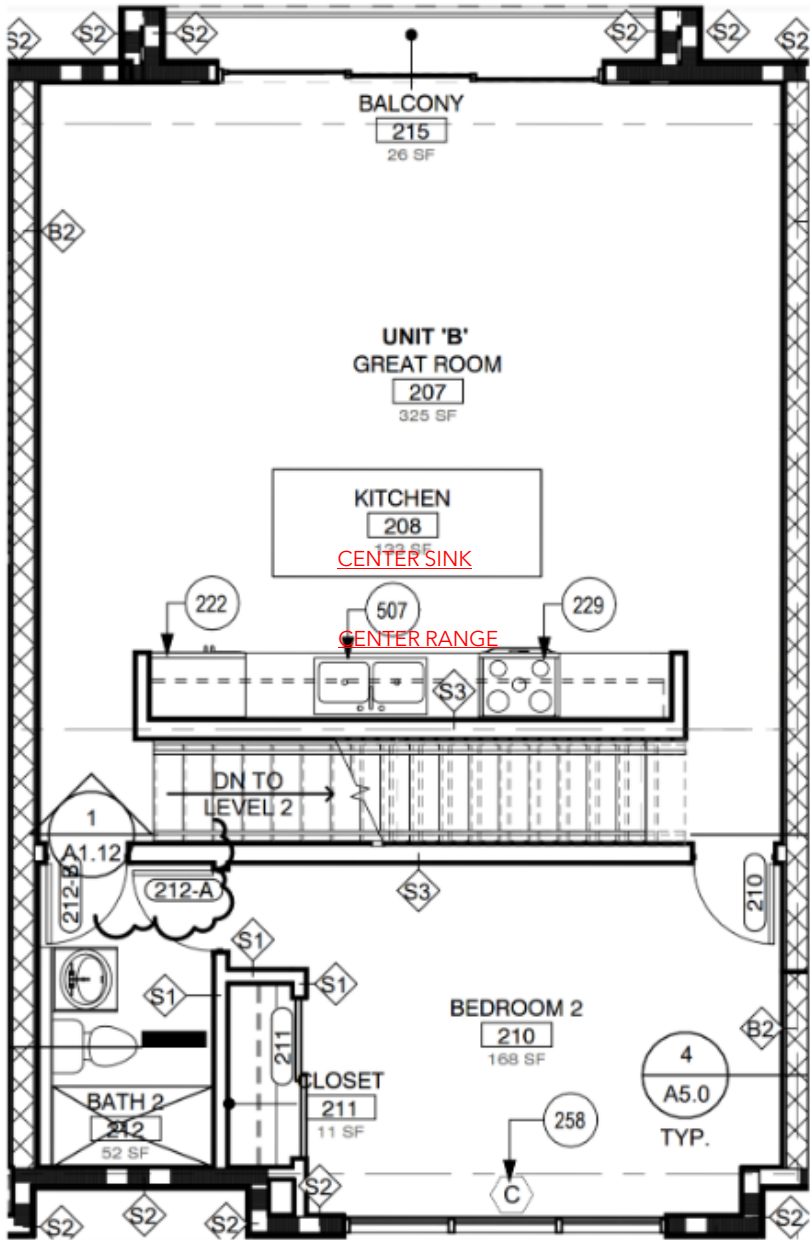 S2
S2
S2
S2
S2
S2
BALCONY
215
26 SF
B2
UNIT 'B'
GREAT ROOM
207
325 SF
KITCHEN
208
CENTER SINK
222
507
229
CENTER RANGE
S3
DN TO
LEVEL 2
1
A1.12
212-B
212-A
S3
210
S1
S1
S1
211
BEDROOM 2
210
168 SF
B2
4
A5.0
TYP.
CLOSET
211
11 SF
BATH 2
212
52 SF
258
C
S2
S2
S2
S2
S2